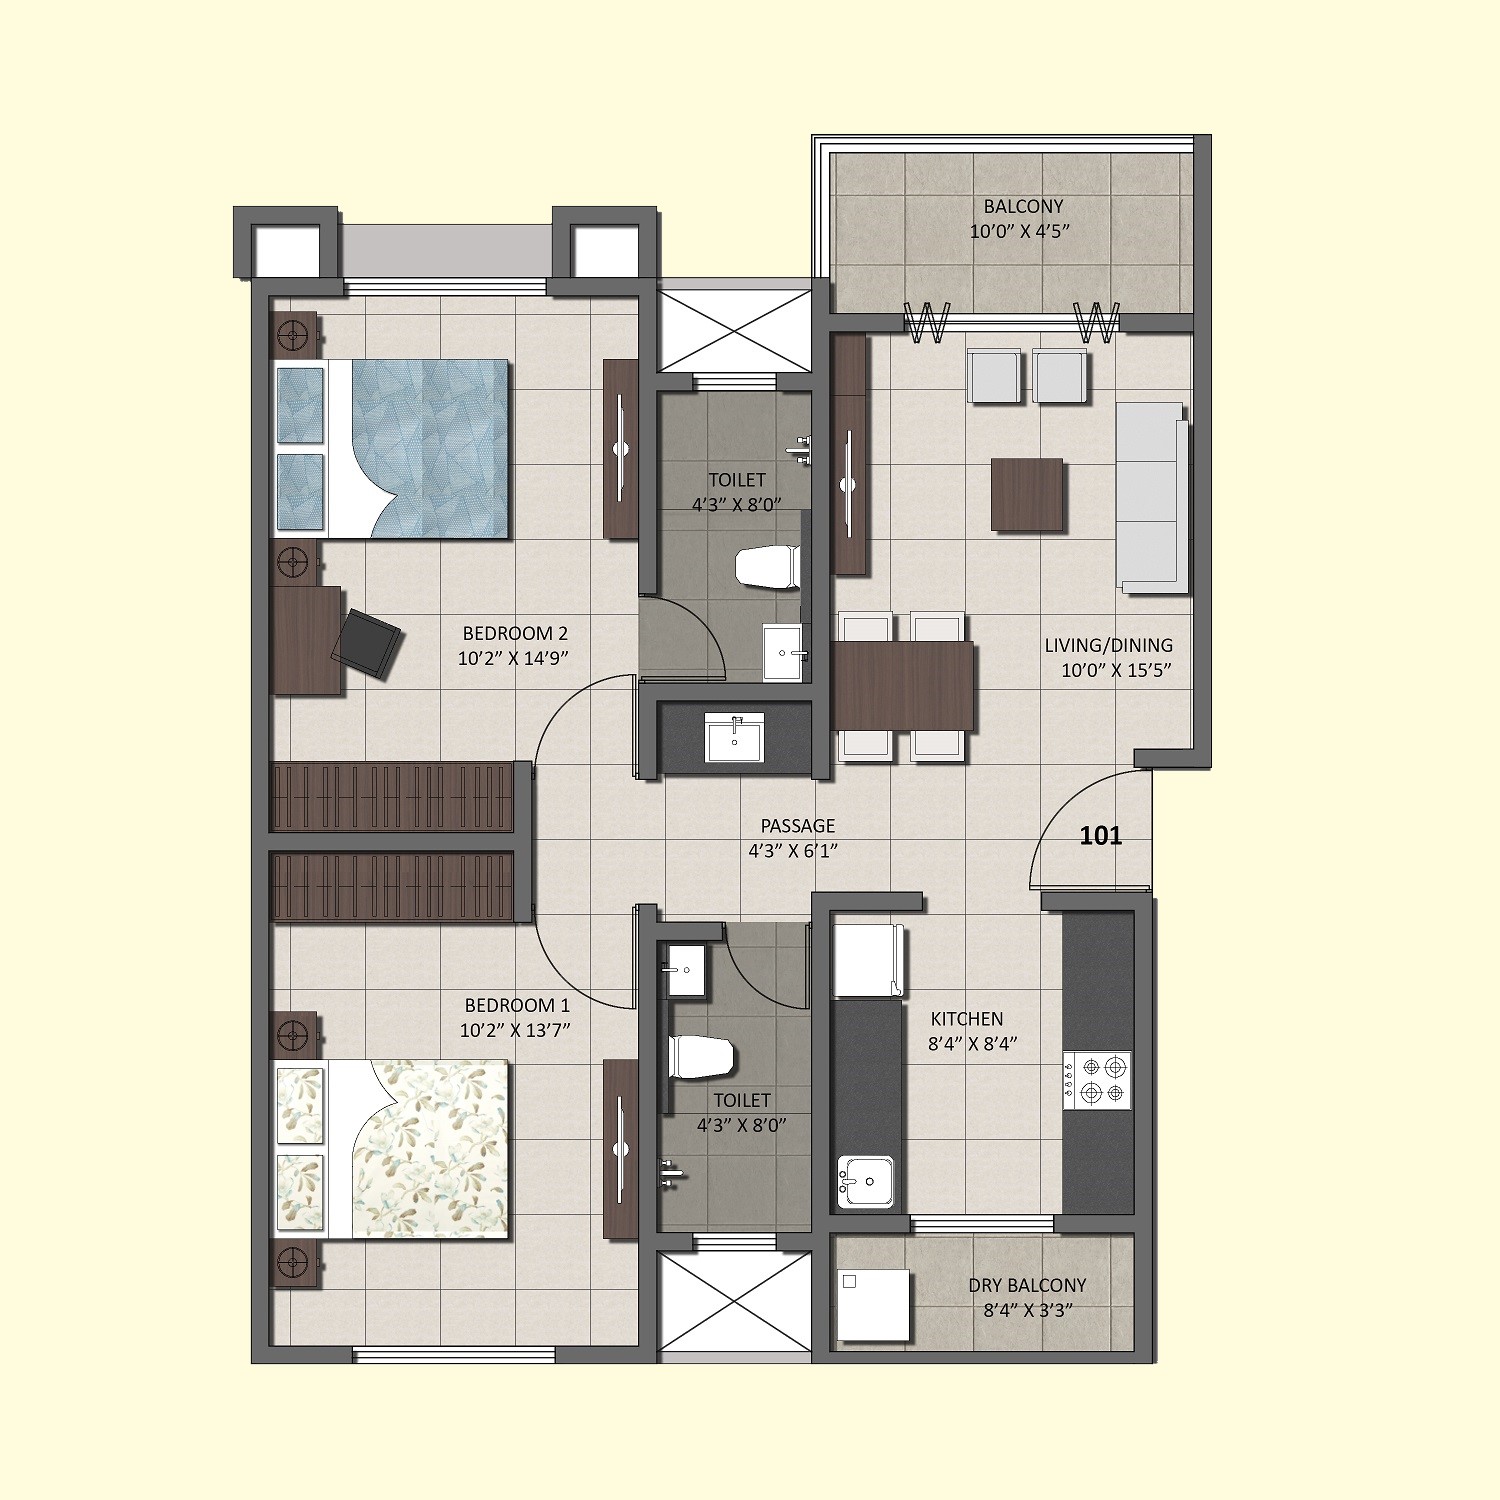 BALCONY
10’0” X 4’5”
TOILET
4’3” X 8’0”
BEDROOM 2
10’2” X 14’9”
LIVING/DINING
10’0” X 15’5”
PASSAGE
4’3” X 6’1”
101
BEDROOM 1
10’2” X 13’7”
KITCHEN
8’4” X 8’4”
TOILET
4’3” X 8’0”
DRY BALCONY
8’4” X 3’3”